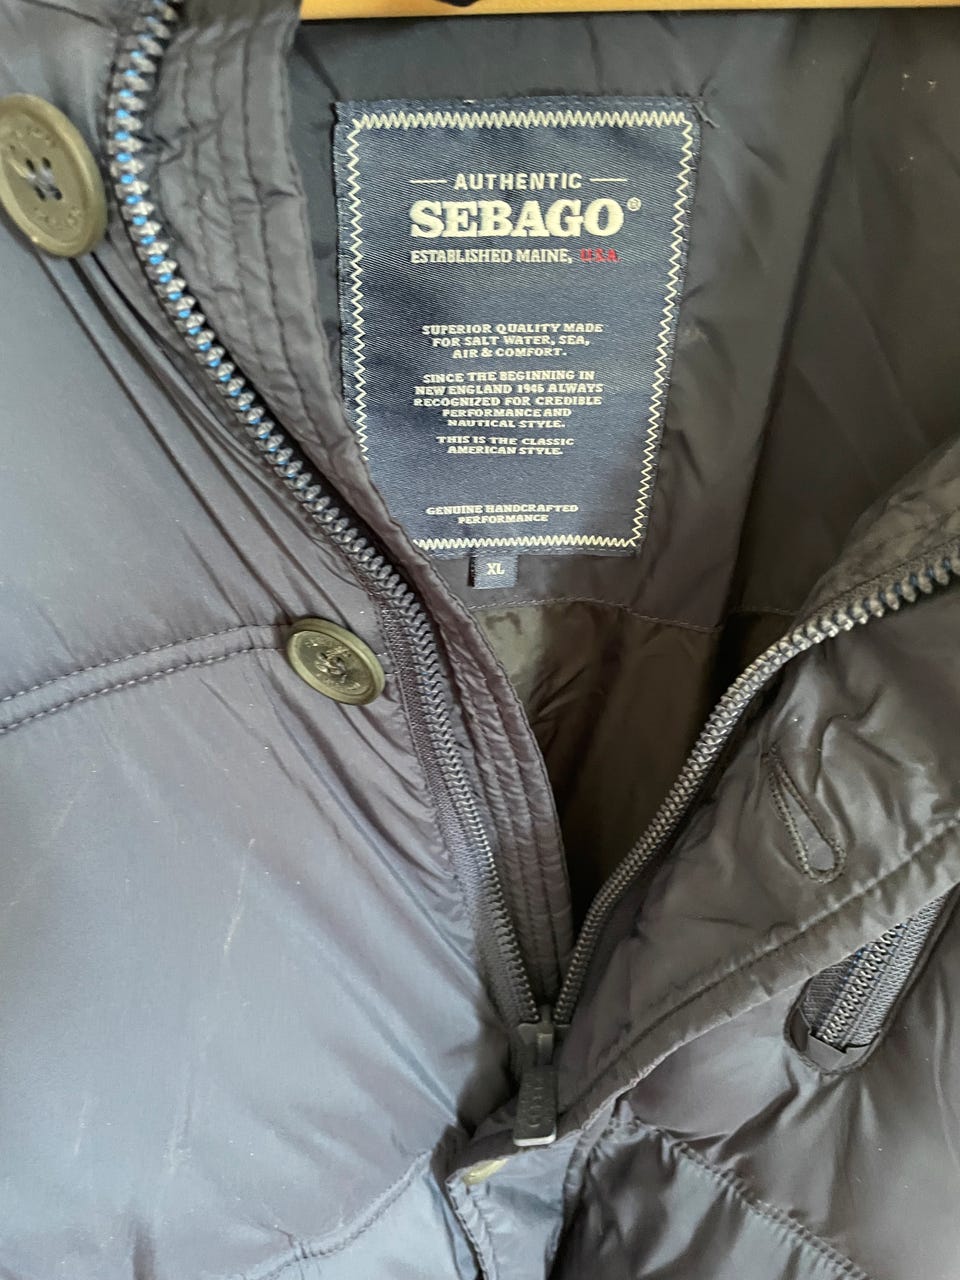 AUTHENTIC
SEBAGO®
ESTABLISHED MAINE, USA
SUPERIOR QUALITY MADE
FOR SALT WATER, SEA,
AIR & COMFORT.
SINCE THE BEGINNING IN
NEW ENGLAND 1946 ALWAYS
RECOGNIZED FOR CREDIBLE
PERFORMANCE AND
NAUTICAL STYLE.
THIS IS THE CLASSIC
AMERICAN STYLE.
GENUINE HANDCRAFTED
PERFORMANCE
XL